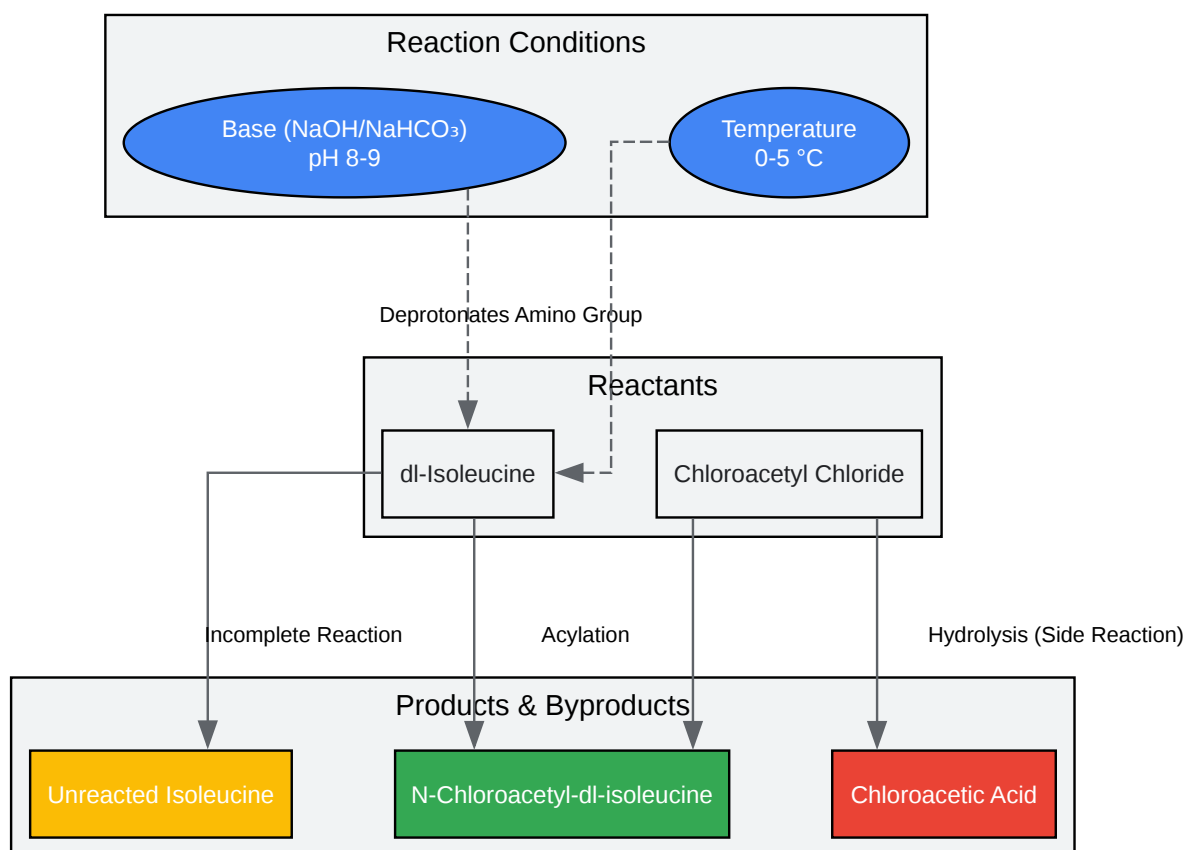 Reaction Conditions
Base (NaOH/NaHCO₃)
pH 8-9
Temperature
0-5 °C
Deprotonates Amino Group
Reactants
dl-Isoleucine
Chloroacetyl Chloride
Incomplete Reaction
Acylation
Hydrolysis (Side Reaction)
Products & Byproducts
Unreacted Isoleucine
N-Chloroacetyl-dl-isoleucine
Chloroacetic Acid